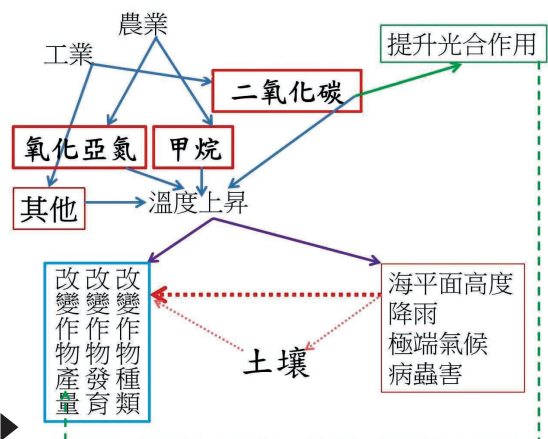 農業
工業
提升光合作用
二氧化碳
氧化亞氮
甲烷
其他
溫度上昇
改變作物種類
改變作物發育
改變作物產量
海平面高度
降雨
極端氣候
病蟲害
土壤